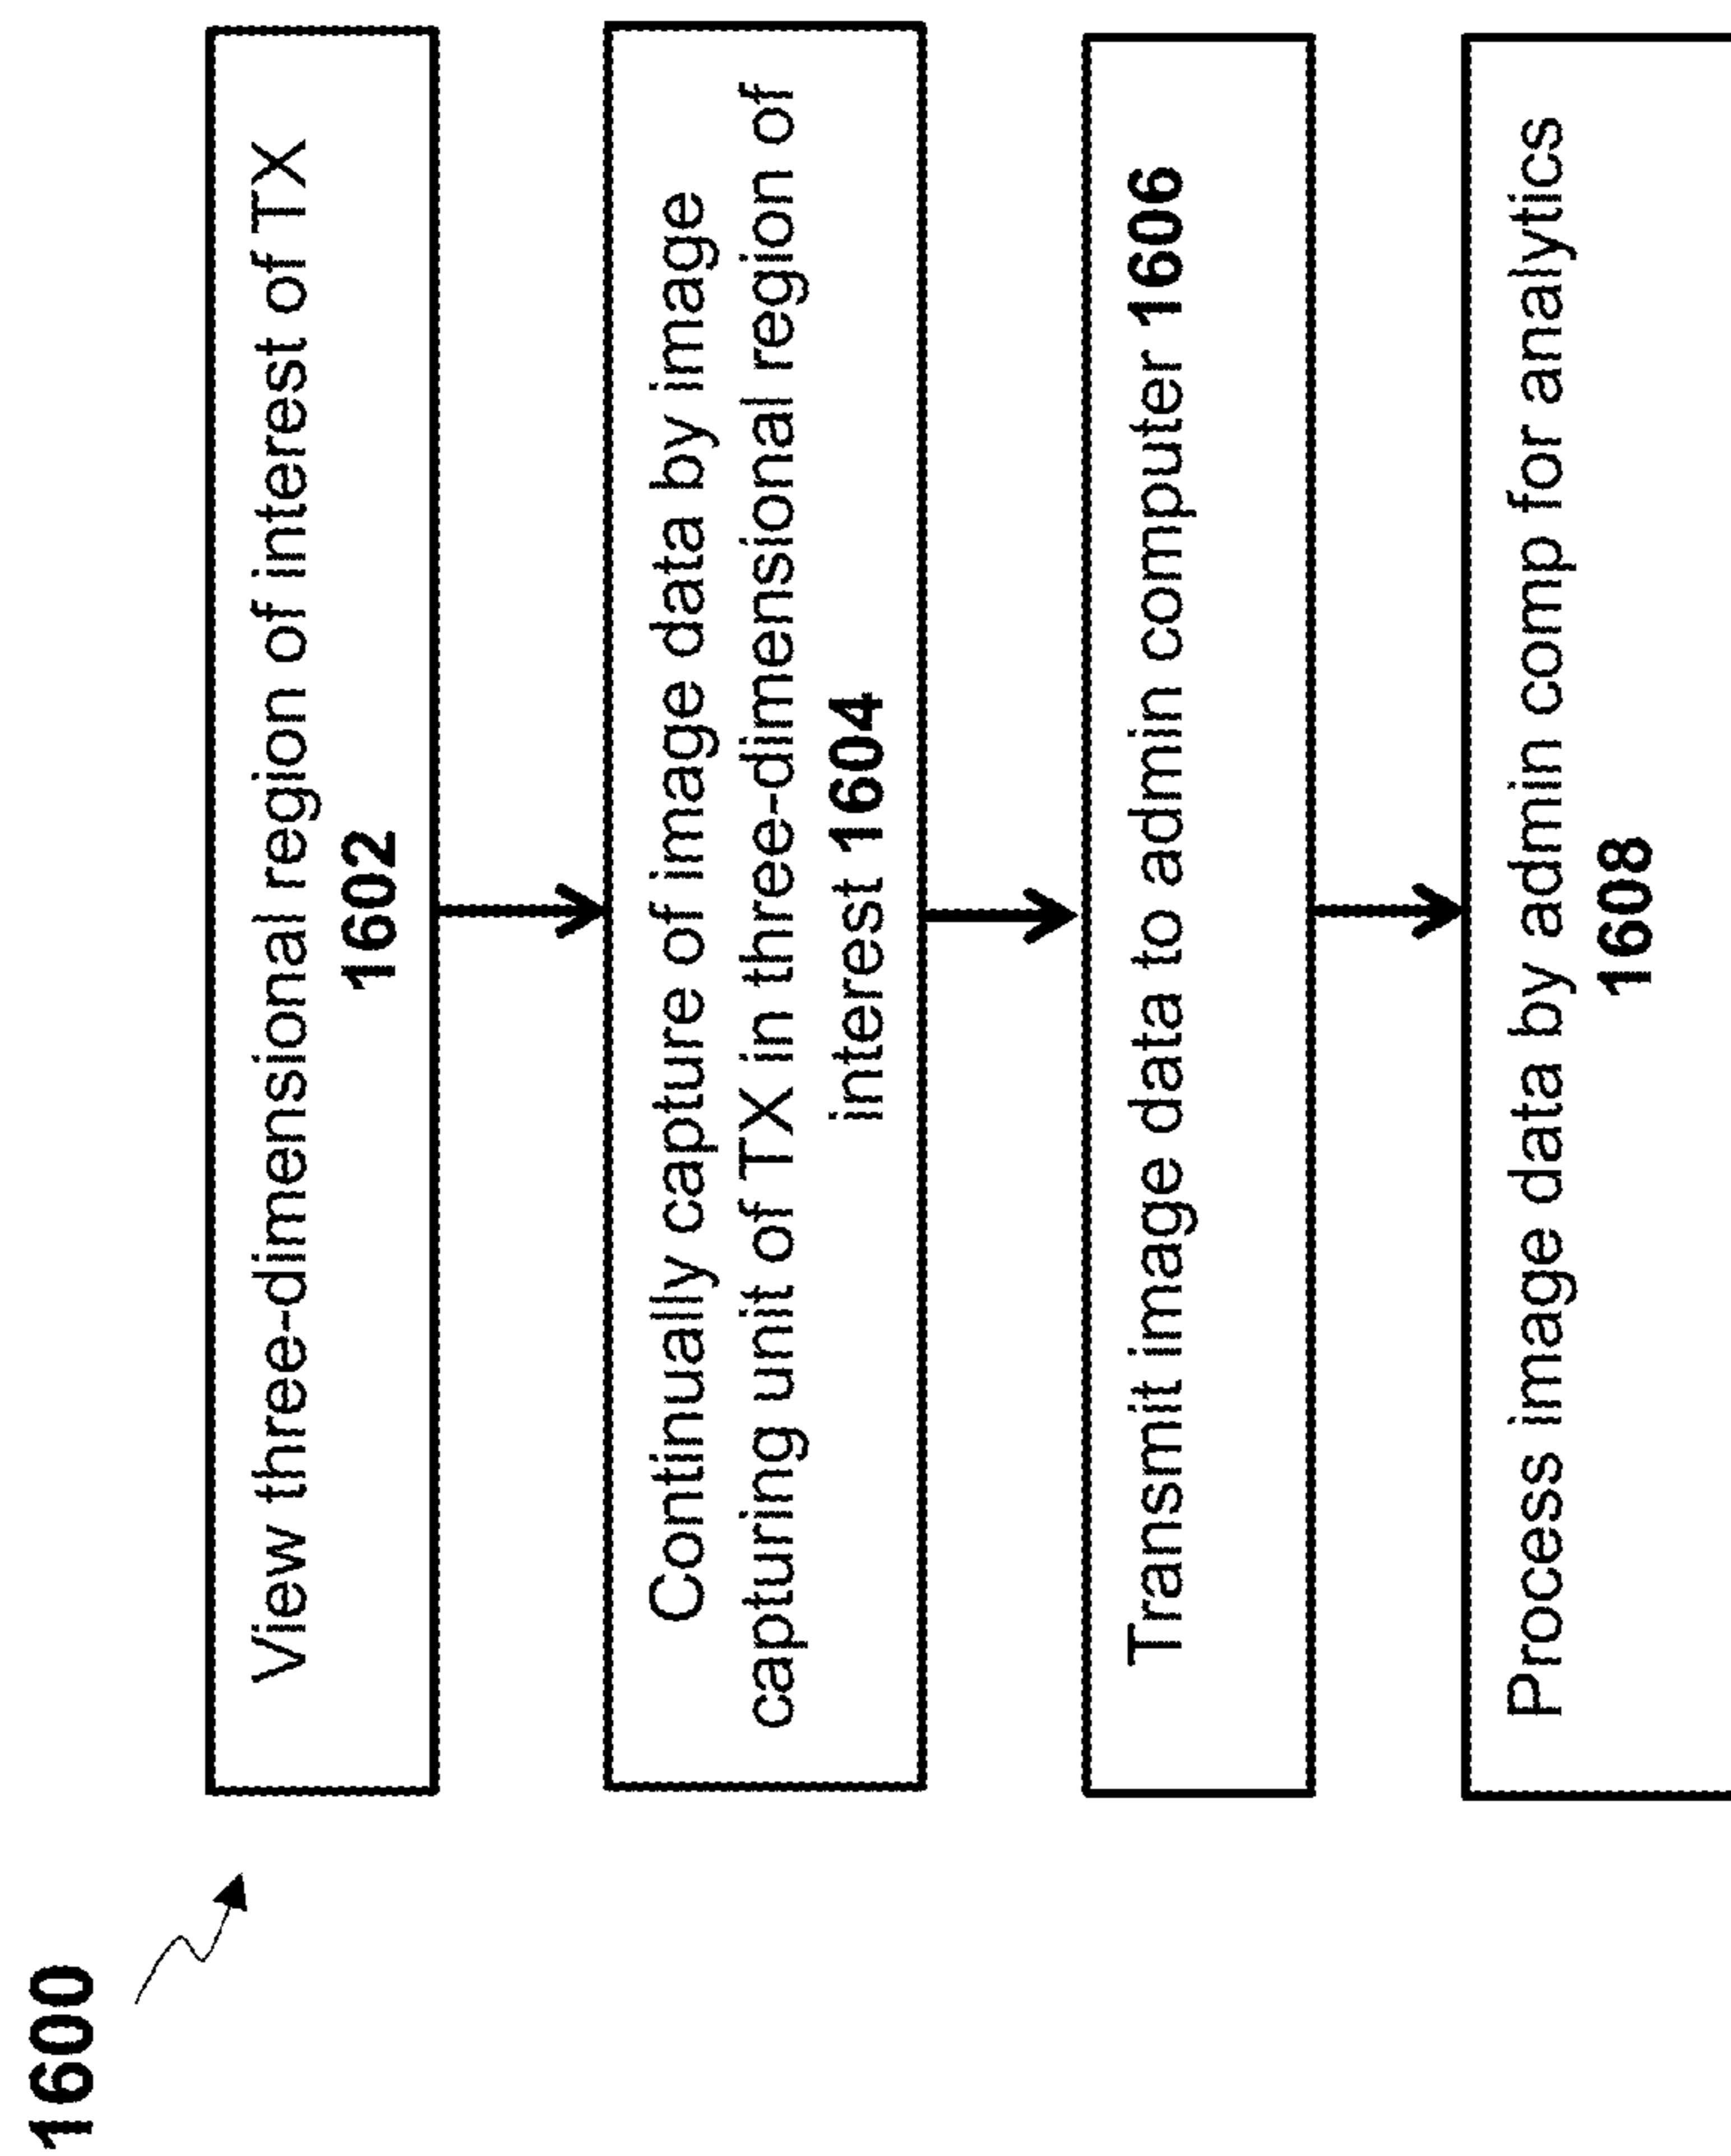 1600
View three-dimensional region of interest of TX
1602
Continually capture of image data by image
capturing unit of TX in three-dimensional region of
interest 1604
Transmit image data to admin computer 1606
Process image data by admin comp for analytics
1608